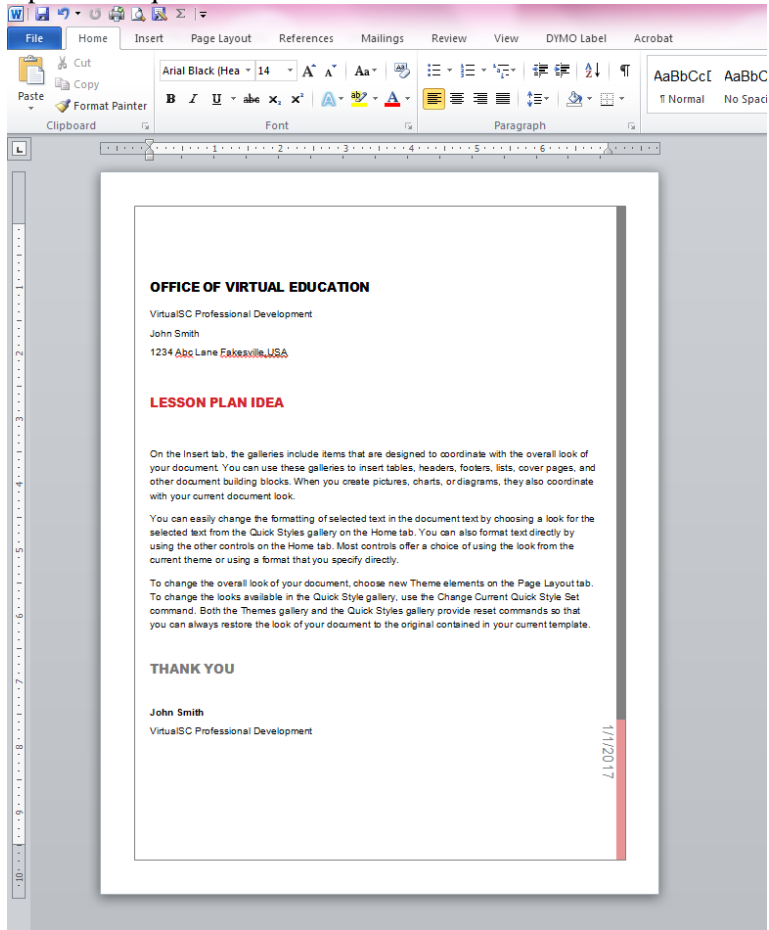 File Home Insert Page Layout References Mailings Review View DYMO Label Acrobat
Cut
Copy
Paste
Format Painter
Clipboard
Arial Black (Hea 14
Aa
B I U abc x₂ x² A ab A
Font
Paragraph
AaBbCcD AaBbC
¶ Normal No Spaci
L
1 2 3 4 5 6
OFFICE OF VIRTUAL EDUCATION
VirtualSC Professional Development
John Smith
1234 Abc Lane Fakesville,USA
LESSON PLAN IDEA
On the Insert tab, the galleries include items that are designed to coordinate with the overall look of
your document. You can use these galleries to insert tables, headers, footers, lists, cover pages, and
other document building blocks. When you create pictures, charts, or diagrams, they also coordinate
with your current document look.
You can easily change the formatting of selected text in the document text by choosing a look for the
selected text from the Quick Styles gallery on the Home tab. You can also format text directly by
using the other controls on the Home tab. Most controls offer a choice of using the look from the
current theme or using a format that you specify directly.
To change the overall look of your document, choose new Theme elements on the Page Layout tab.
To change the looks available in the Quick Style gallery, use the Change Current Quick Style Set
command. Both the Themes gallery and the Quick Styles gallery provide reset commands so that
you can always restore the look of your document to the original contained in your current template.
THANK YOU
John Smith
VirtualSC Professional Development
1/1/2017